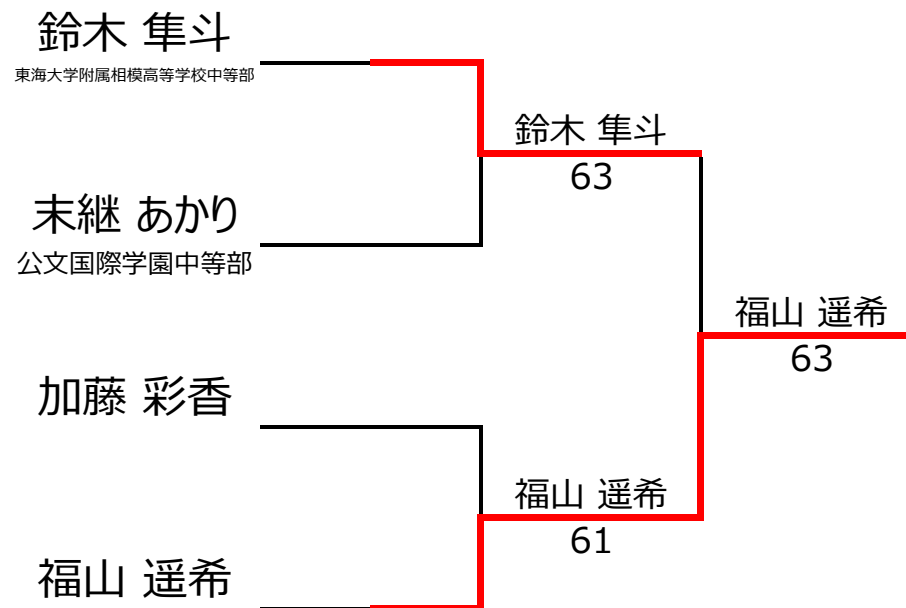 鈴木 隼斗
東海大学附属相模高等学校中等部
鈴木 隼斗
63
末継 あかり
公文国際学園中等部
福山 遥希
63
加藤 彩香
福山 遥希
61
福山 遥希